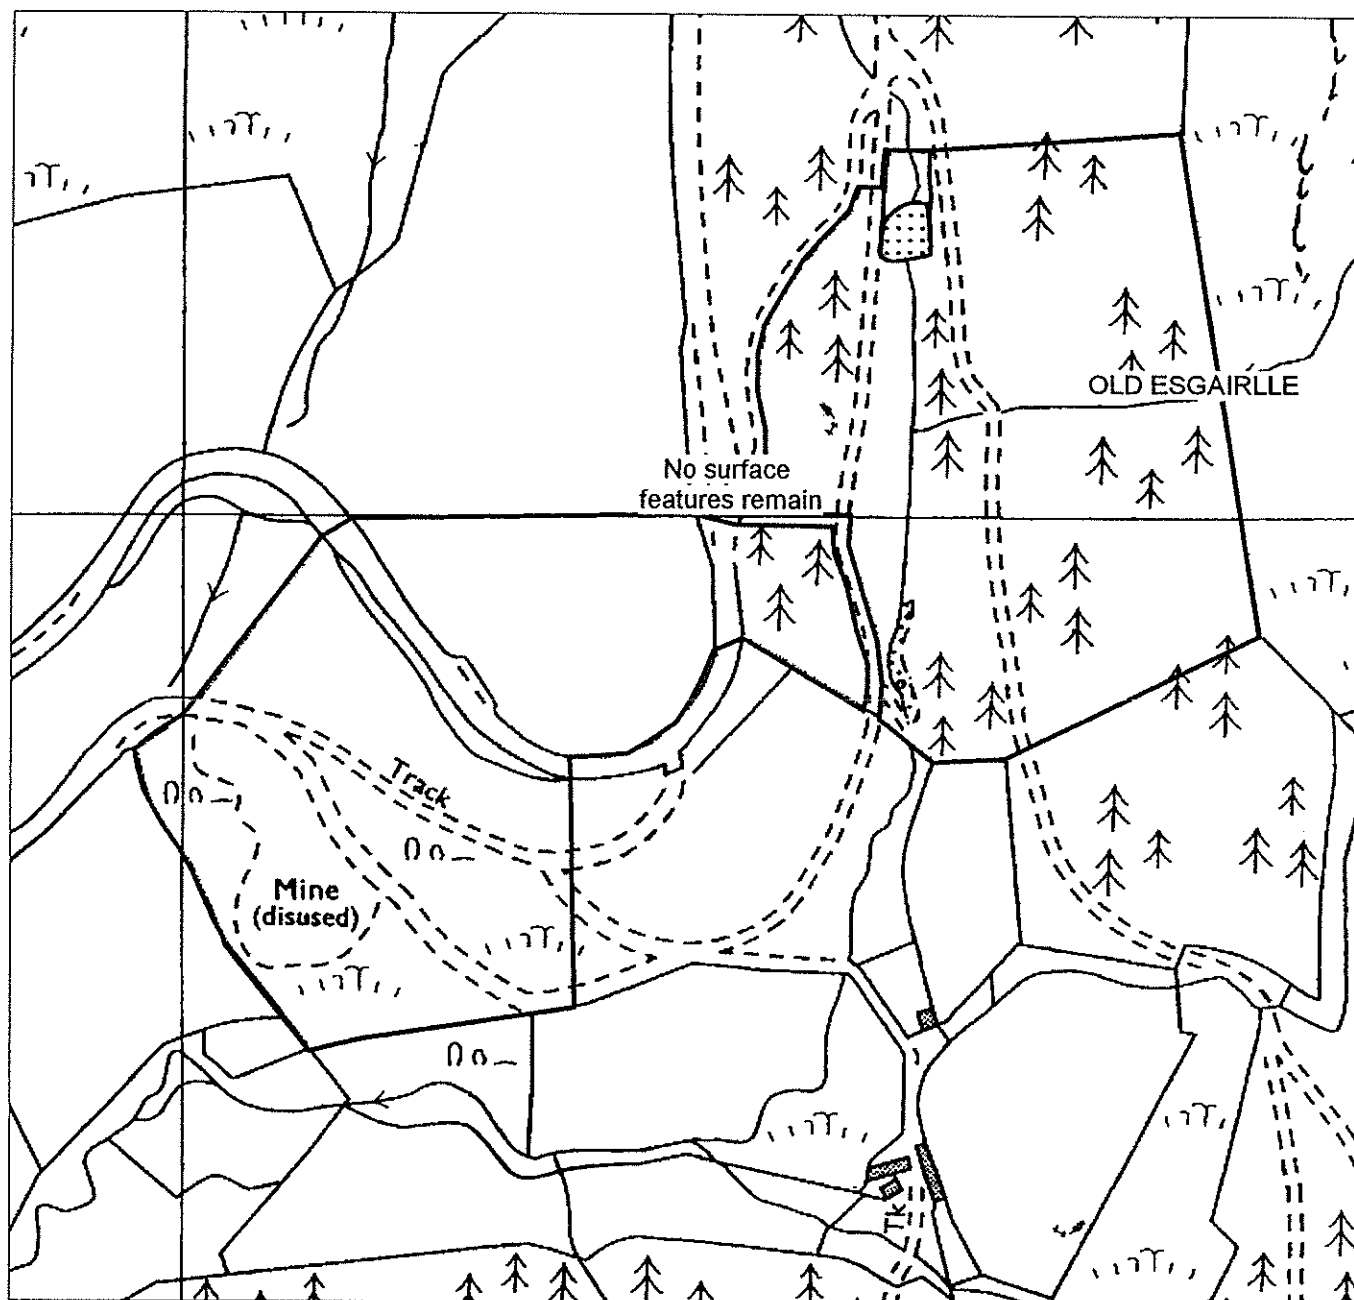 OLD ESGAIRLLE
No surface
features remain
Track
Mine
(disused)
Tk